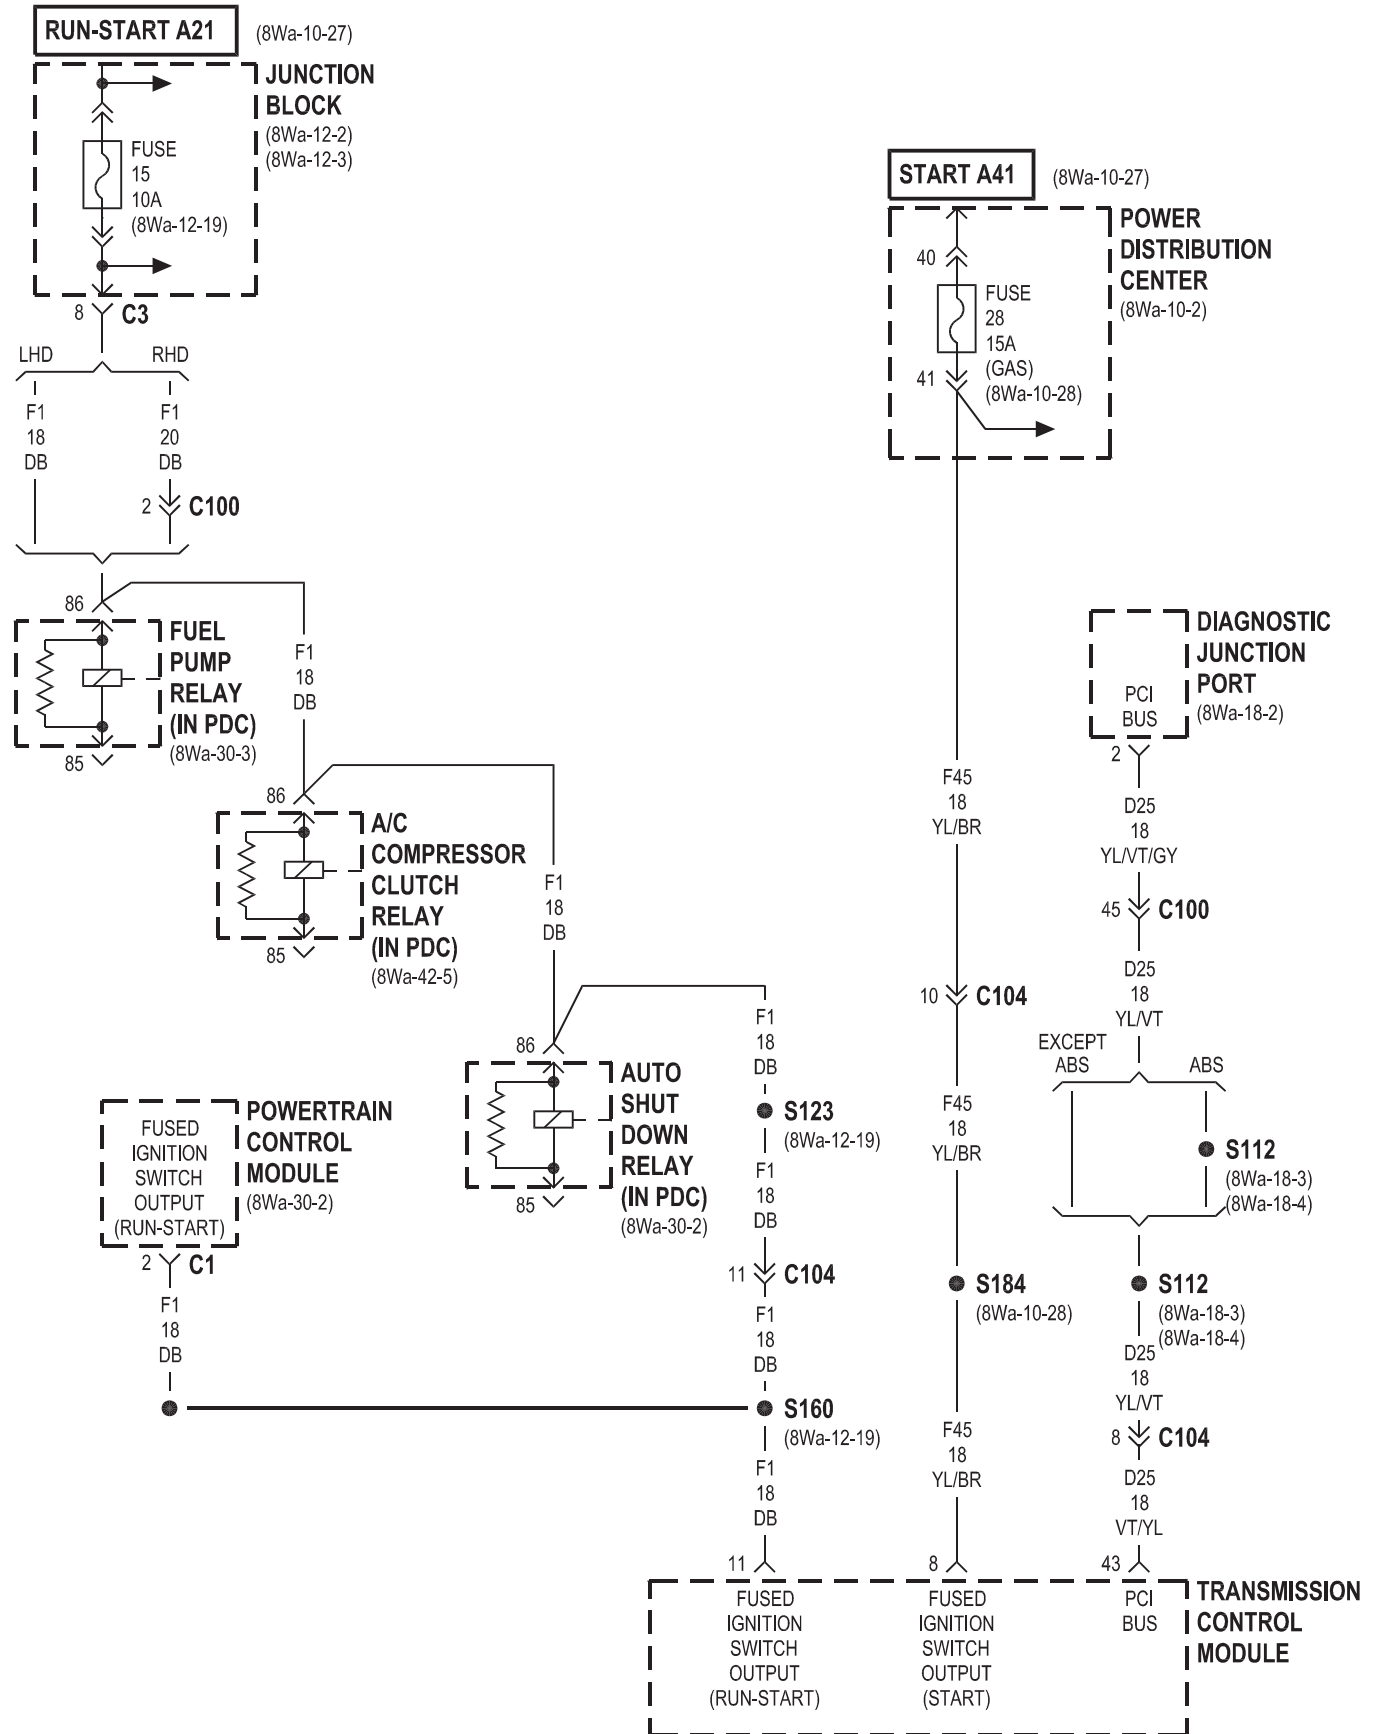 RUN-START A21
(8Wa-10-27)
JUNCTION
BLOCK
(8Wa-12-2)
(8Wa-12-3)
FUSE
15
10A
(8Wa-12-19)
8
C3
LHD
RHD
F1
18
DB
F1
20
DB
2
C100
86
FUEL
PUMP
RELAY
(IN PDC)
(8Wa-30-3)
85
F1
18
DB
86
A/C
COMPRESSOR
CLUTCH
RELAY
(IN PDC)
(8Wa-42-5)
85
F1
18
DB
86
AUTO
SHUT
DOWN
RELAY
(IN PDC)
(8Wa-30-2)
85
F1
18
DB
S123
(8Wa-12-19)
F1
18
DB
11
C104
F1
18
DB
S160
(8Wa-12-19)
F1
18
DB
11
POWERTRAIN
CONTROL
MODULE
(8Wa-30-2)
FUSED
IGNITION
SWITCH
OUTPUT
(RUN-START)
2
C1
F1
18
DB
START A41
(8Wa-10-27)
POWER
DISTRIBUTION
CENTER
(8Wa-10-2)
40
FUSE
28
15A
(GAS)
(8Wa-10-28)
41
F45
18
YL/BR
10
C104
F45
18
YL/BR
S184
(8Wa-10-28)
F45
18
YL/BR
8
DIAGNOSTIC
JUNCTION
PORT
(8Wa-18-2)
PCI
BUS
2
D25
18
YL/VT/GY
45
C100
D25
18
YL/VT
EXCEPT
ABS
ABS
S112
(8Wa-18-3)
(8Wa-18-4)
S112
(8Wa-18-3)
(8Wa-18-4)
D25
18
YL/VT
8
C104
D25
18
VT/YL
43
FUSED
IGNITION
SWITCH
OUTPUT
(RUN-START)
FUSED
IGNITION
SWITCH
OUTPUT
(START)
PCI
BUS
TRANSMISSION
CONTROL
MODULE